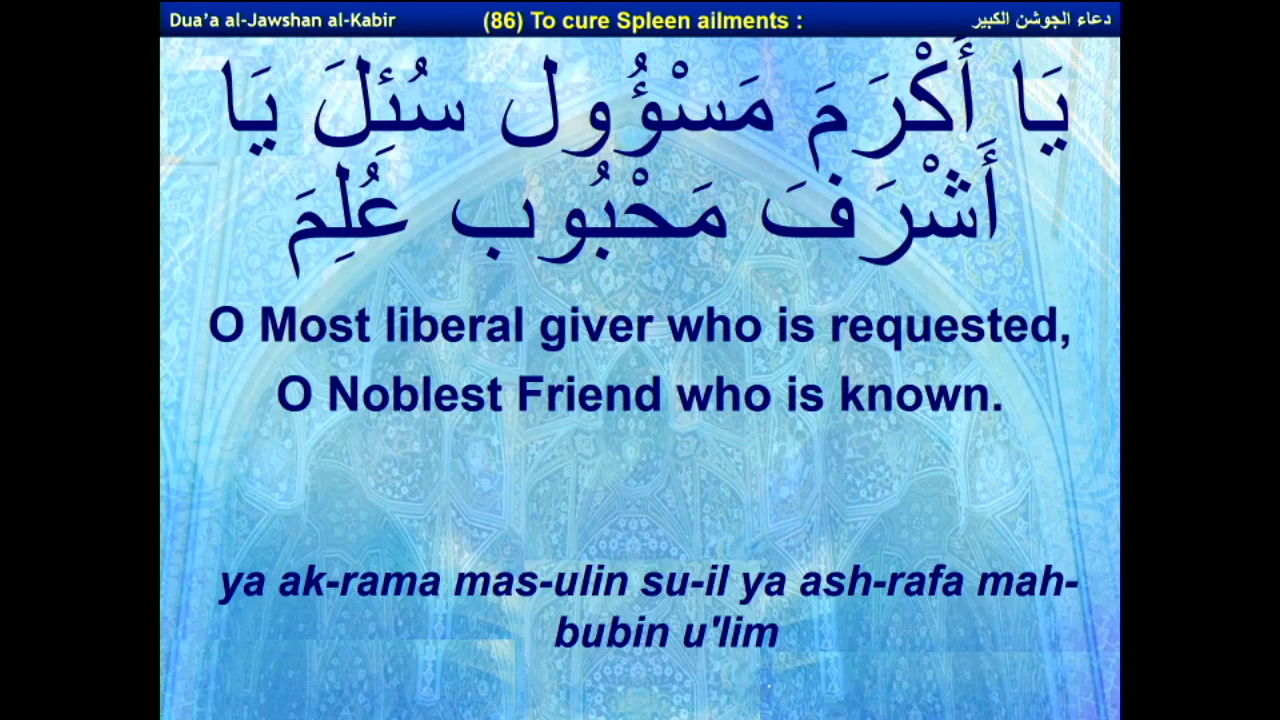 Dua’a al-Jawshan al-Kabir (86) To cure Spleen ailments : دعاء الجوشن الكبير
يَا أَكْرَمَ مَسْؤُول سُئِلَ يَا
أَشْرَفَ مَحْبُوب عُلِمَ
O Most liberal giver who is requested,
O Noblest Friend who is known.
ya ak-rama mas-ulin su-il ya ash-rafa mah-
bubin u'lim